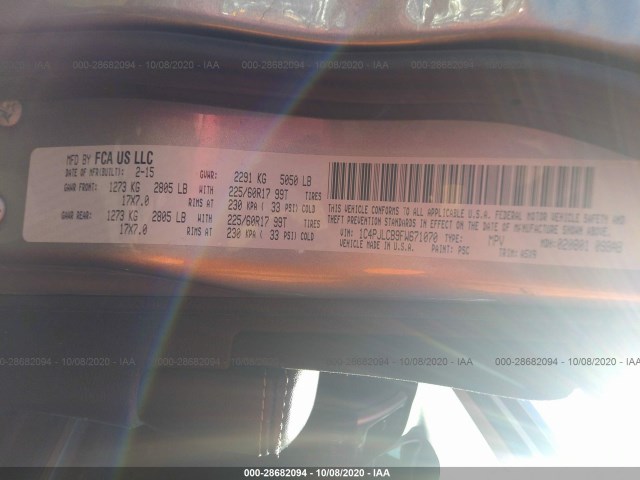 000-28682094 - 10/08/2020 - IAA
MFD BY FCA US LLC
DATE OF MFR(BUILT): 2-15 GVWR: 2291 KG 5050 LB
GAWR FRONT: 1273 KG 2805 LB WITH 225/60R17 99T TIRES
17X7.0 RIMS AT 230 KPA ( 33 PSI) COLD
GAWR REAR: 1273 KG 2805 LB WITH 225/60R17 99T TIRES
17X7.0 RIMS AT 230 KPA ( 33 PSI) COLD
THIS VEHICLE CONFORMS TO ALL APPLICABLE U.S.A. FEDERAL MOTOR VEHICLE SAFETY AND
THEFT PREVENTION STANDARDS IN EFFECT ON THE DATE OF MANUFACTURE SHOWN ABOVE.
VIN: 1C4PJLCB9FW671070 TYPE: MPV MDH:
MADE IN U.S.A. PAINT: PSC TRIM: A5X9
000-28682094 - 10/08/2020 - IAA
000-28682094 - 10/08/2020 - IAA
000-28682094 - 10/08/2020 - IAA
000-28682094 - 10/08/2020 - IAA